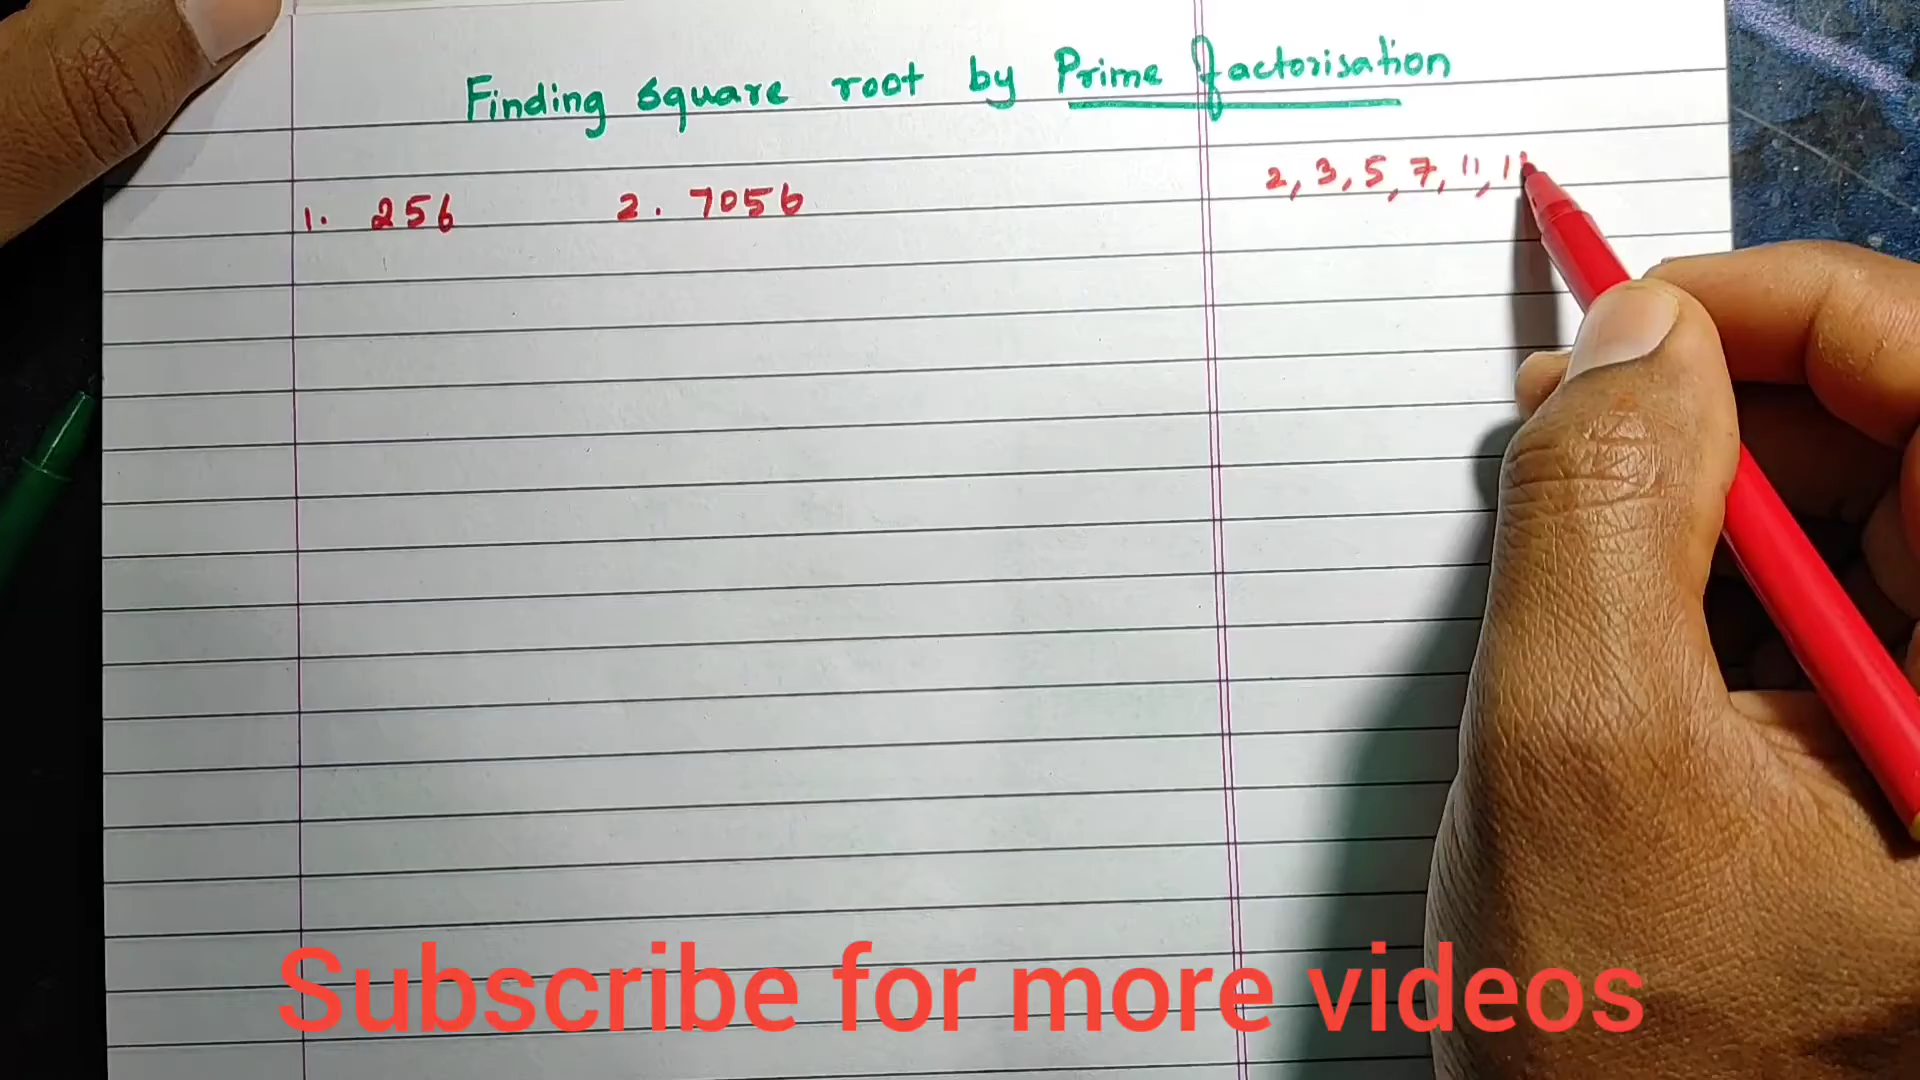 Finding square root by Prime factorisation
2, 3, 5, 7, 11,
1. 256 2. 7056
Subscribe for more videos